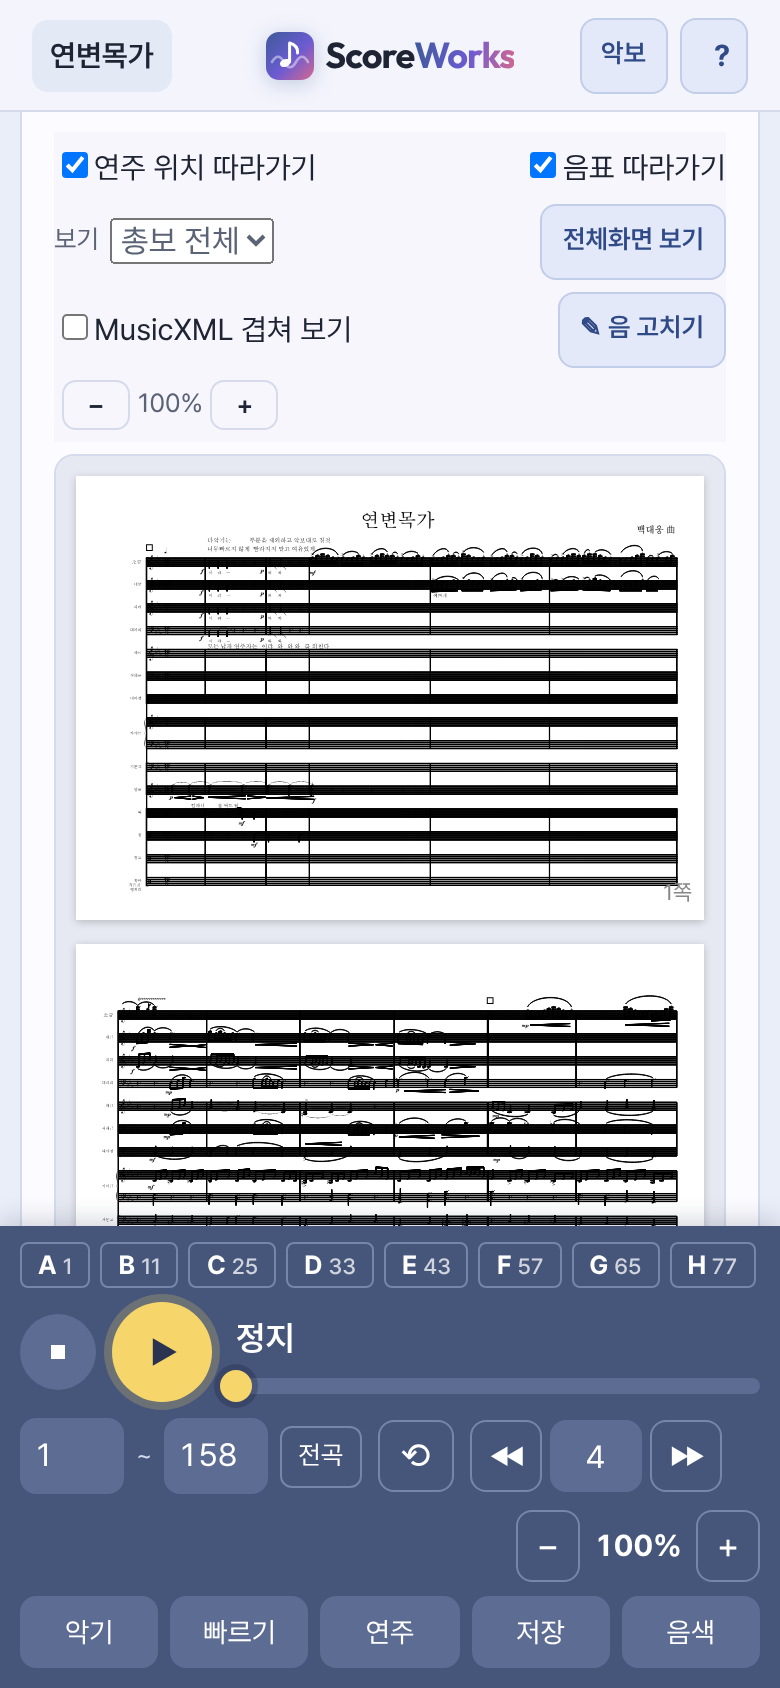 연변목가
ScoreWorks
악보
?
연주 위치 따라가기
음표 따라가기
보기
총보 전체
전체화면 보기
MusicXML 겹쳐 보기
✎ 음 고치기
− 100% +
연변목가
백대웅 曲
1쪽
A 1
B 11
C 25
D 33
E 43
F 57
G 65
H 77
정지
1 ~ 158
전곡
4
− 100% +
악기
빠르기
연주
저장
음색